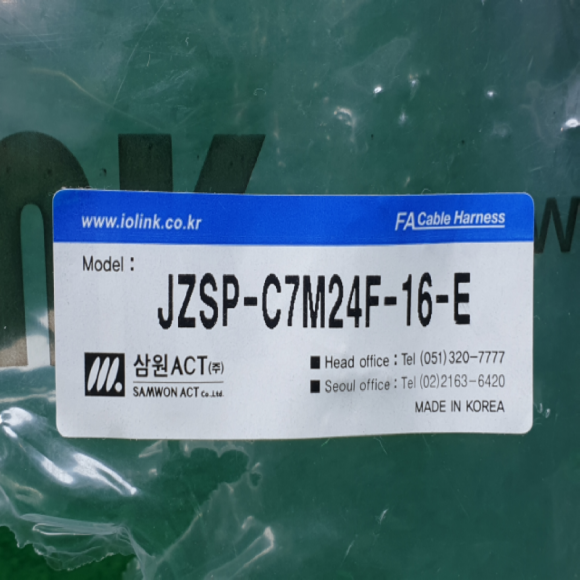 NK
W
www.iolink.co.kr
FA Cable Harness
Model :
JZSP-C7M24F-16-E
삼원ACT(주)
SAMWON ACT Co.,Ltd.
■ Head office : Tel (051)320-7777
■ Seoul office : Tel (02)2163-6420
MADE IN KOREA